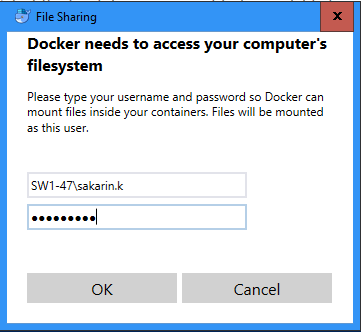 File Sharing
Docker needs to access your computer's
filesystem
Please type your username and password so Docker can
mount files inside your containers. Files will be mounted
as this user.
SW1-47\sakarin.k
●●●●●●●●●
OK
Cancel